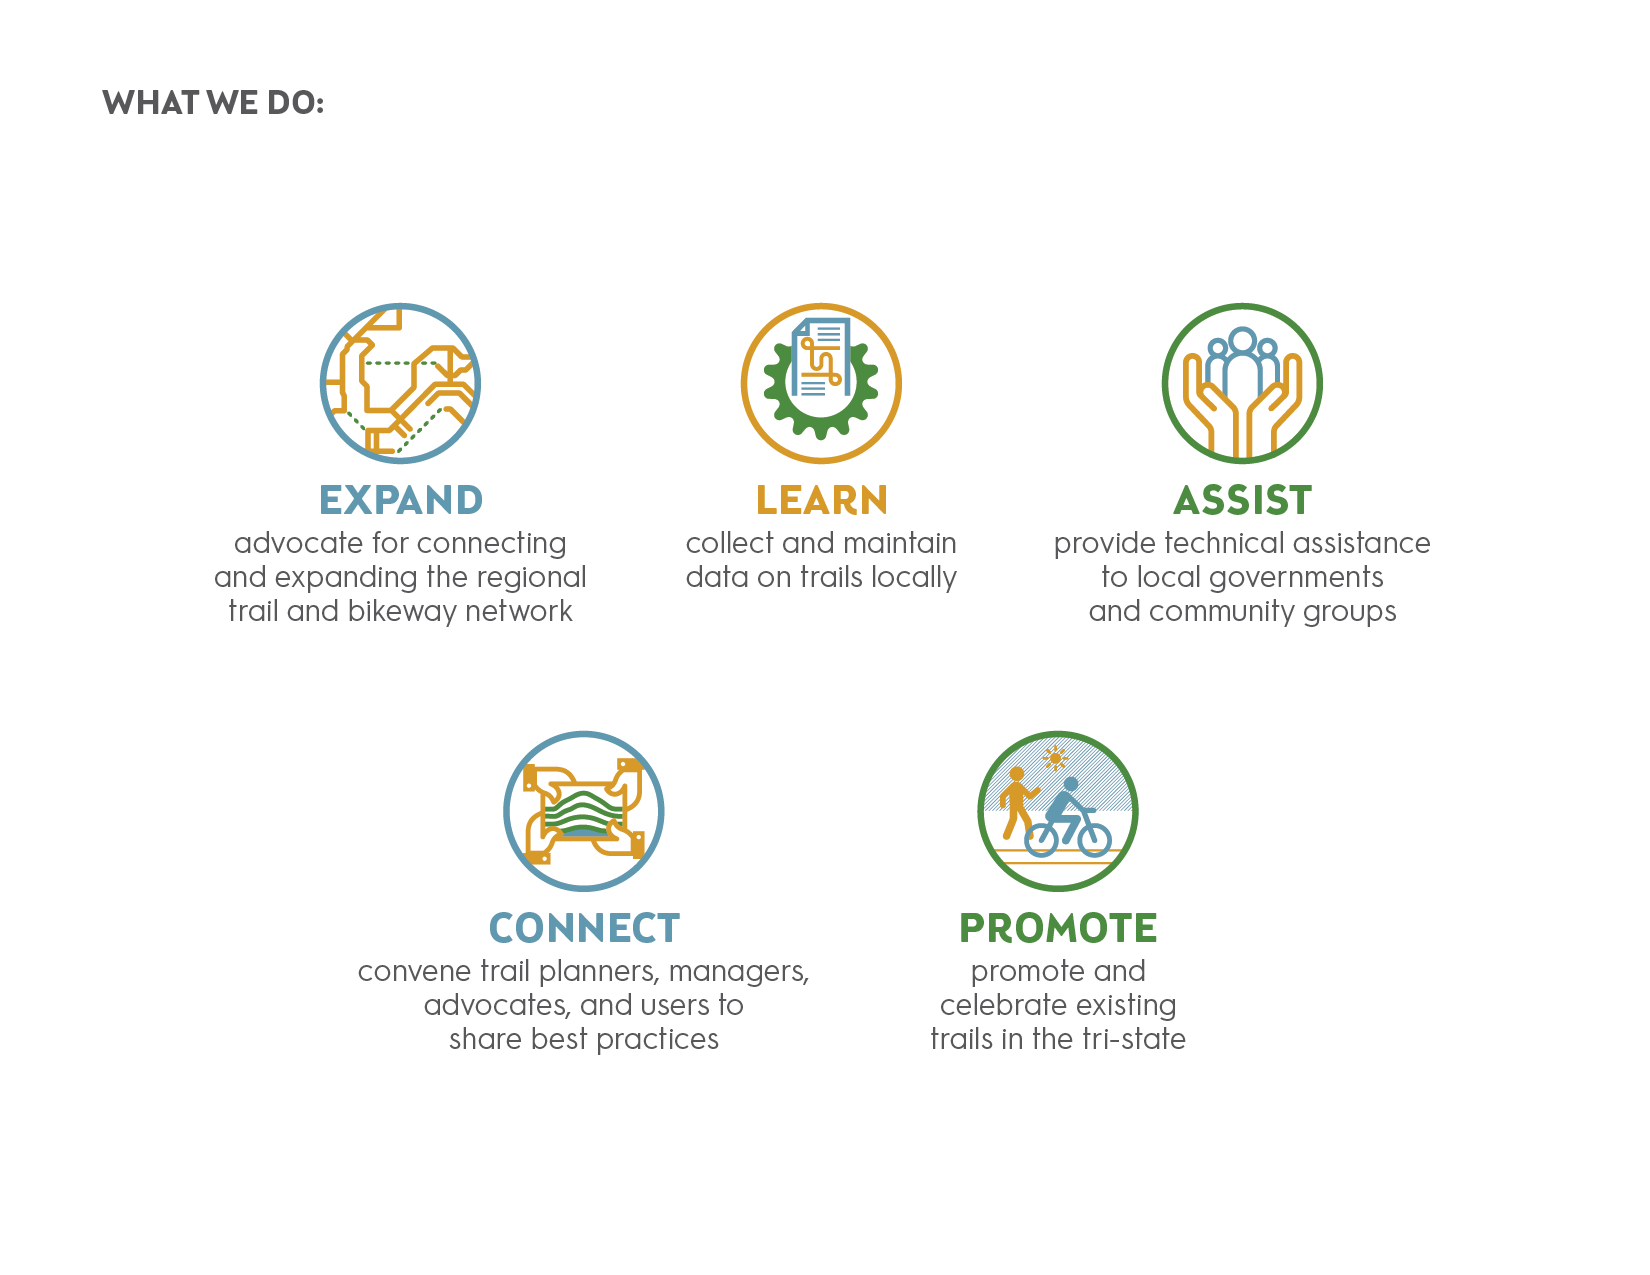 WHAT WE DO:
EXPAND
advocate for connecting
and expanding the regional
trail and bikeway network
LEARN
collect and maintain
data on trails locally
ASSIST
provide technical assistance
to local governments
and community groups
CONNECT
convene trail planners, managers,
advocates, and users to
share best practices
PROMOTE
promote and
celebrate existing
trails in the tri-state